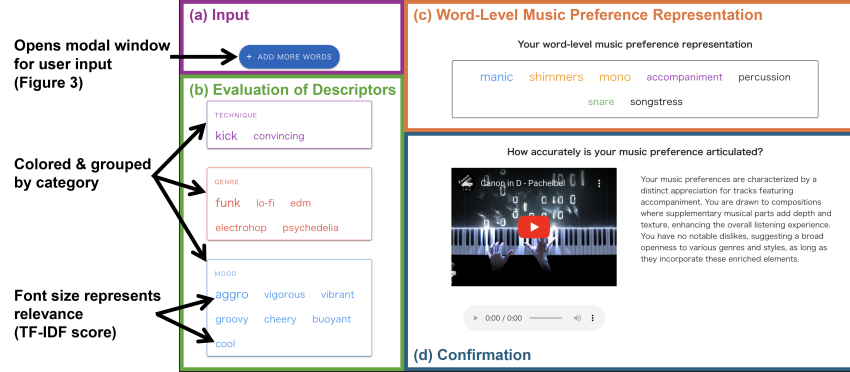 Opens modal window
for user input
(Figure 3)
Colored & grouped
by category
Font size represents
relevance
(TF-IDF score)
(a) Input
+ ADD MORE WORDS
(b) Evaluation of Descriptors
TECHNIQUE
kick convincing
GENRE
funk lo-fi edm
electrohop psychedelia
MOOD
aggro vigorous vibrant
groovy cheery buoyant
cool
(c) Word-Level Music Preference Representation
Your word-level music preference representation
manic shimmers mono accompaniment percussion
snare songstress
How accurately is your music preference articulated?
Canon in D - Pachelbel
Your music preferences are characterized by a
distinct appreciation for tracks featuring
accompaniment. You are drawn to compositions
where supplementary musical parts add depth and
texture, enhancing the overall listening experience.
You have no notable dislikes, suggesting a broad
openness to various genres and styles, as long as
they incorporate these enriched elements.
0:00 / 0:00
(d) Confirmation